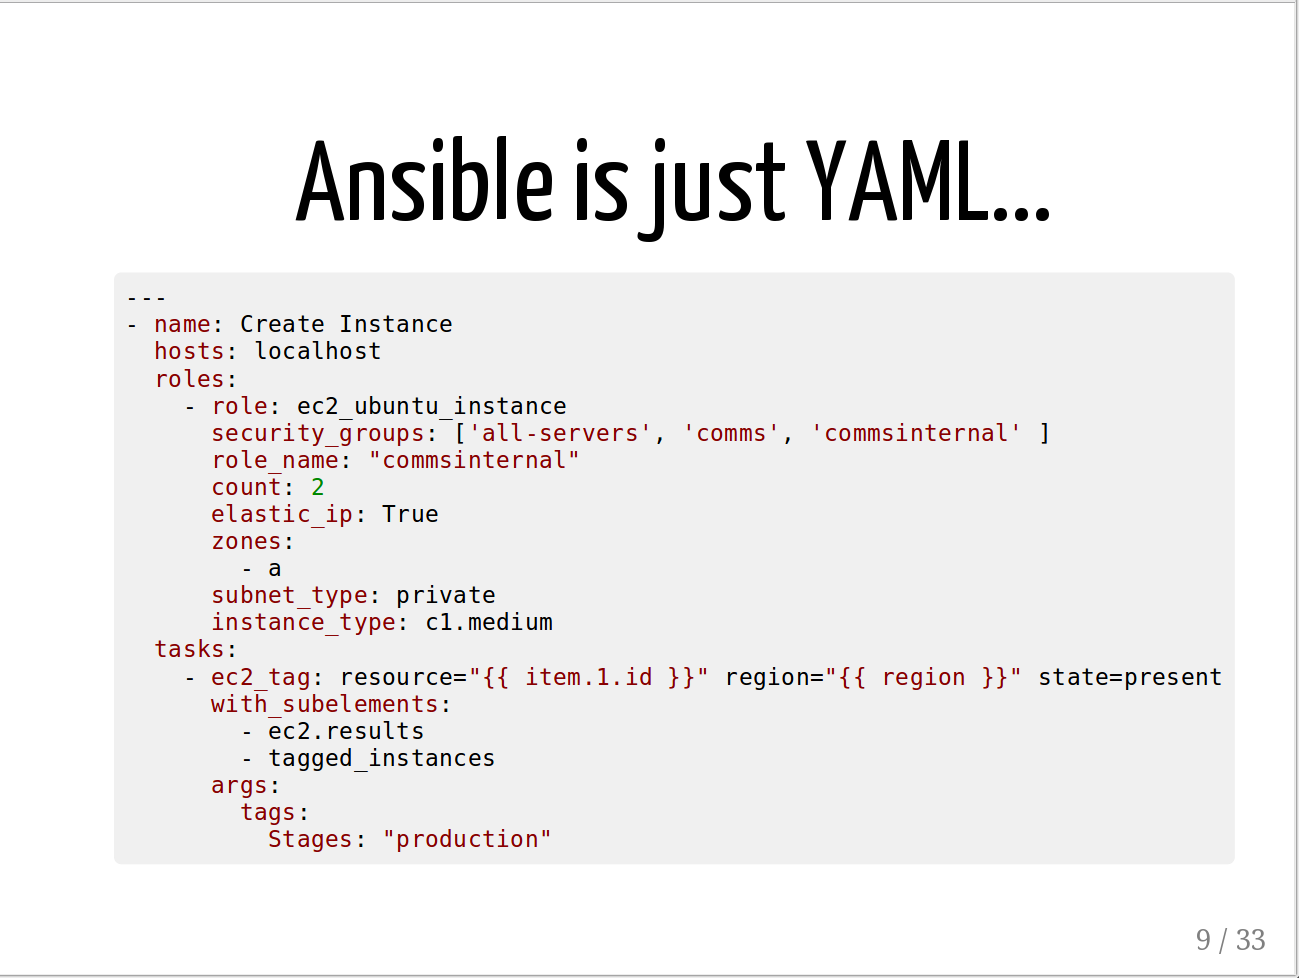 Ansible is just YAML...
---
- name: Create Instance
  hosts: localhost
  roles:
    - role: ec2_ubuntu_instance
      security_groups: ['all-servers', 'comms', 'commsinternal' ]
      role_name: "commsinternal"
      count: 2
      elastic_ip: True
      zones:
        - a
      subnet_type: private
      instance_type: c1.medium
  tasks:
    - ec2_tag: resource="{{ item.1.id }}" region="{{ region }}" state=present
      with_subelements:
        - ec2.results
        - tagged_instances
      args:
        tags:
          Stages: "production"
9 / 33